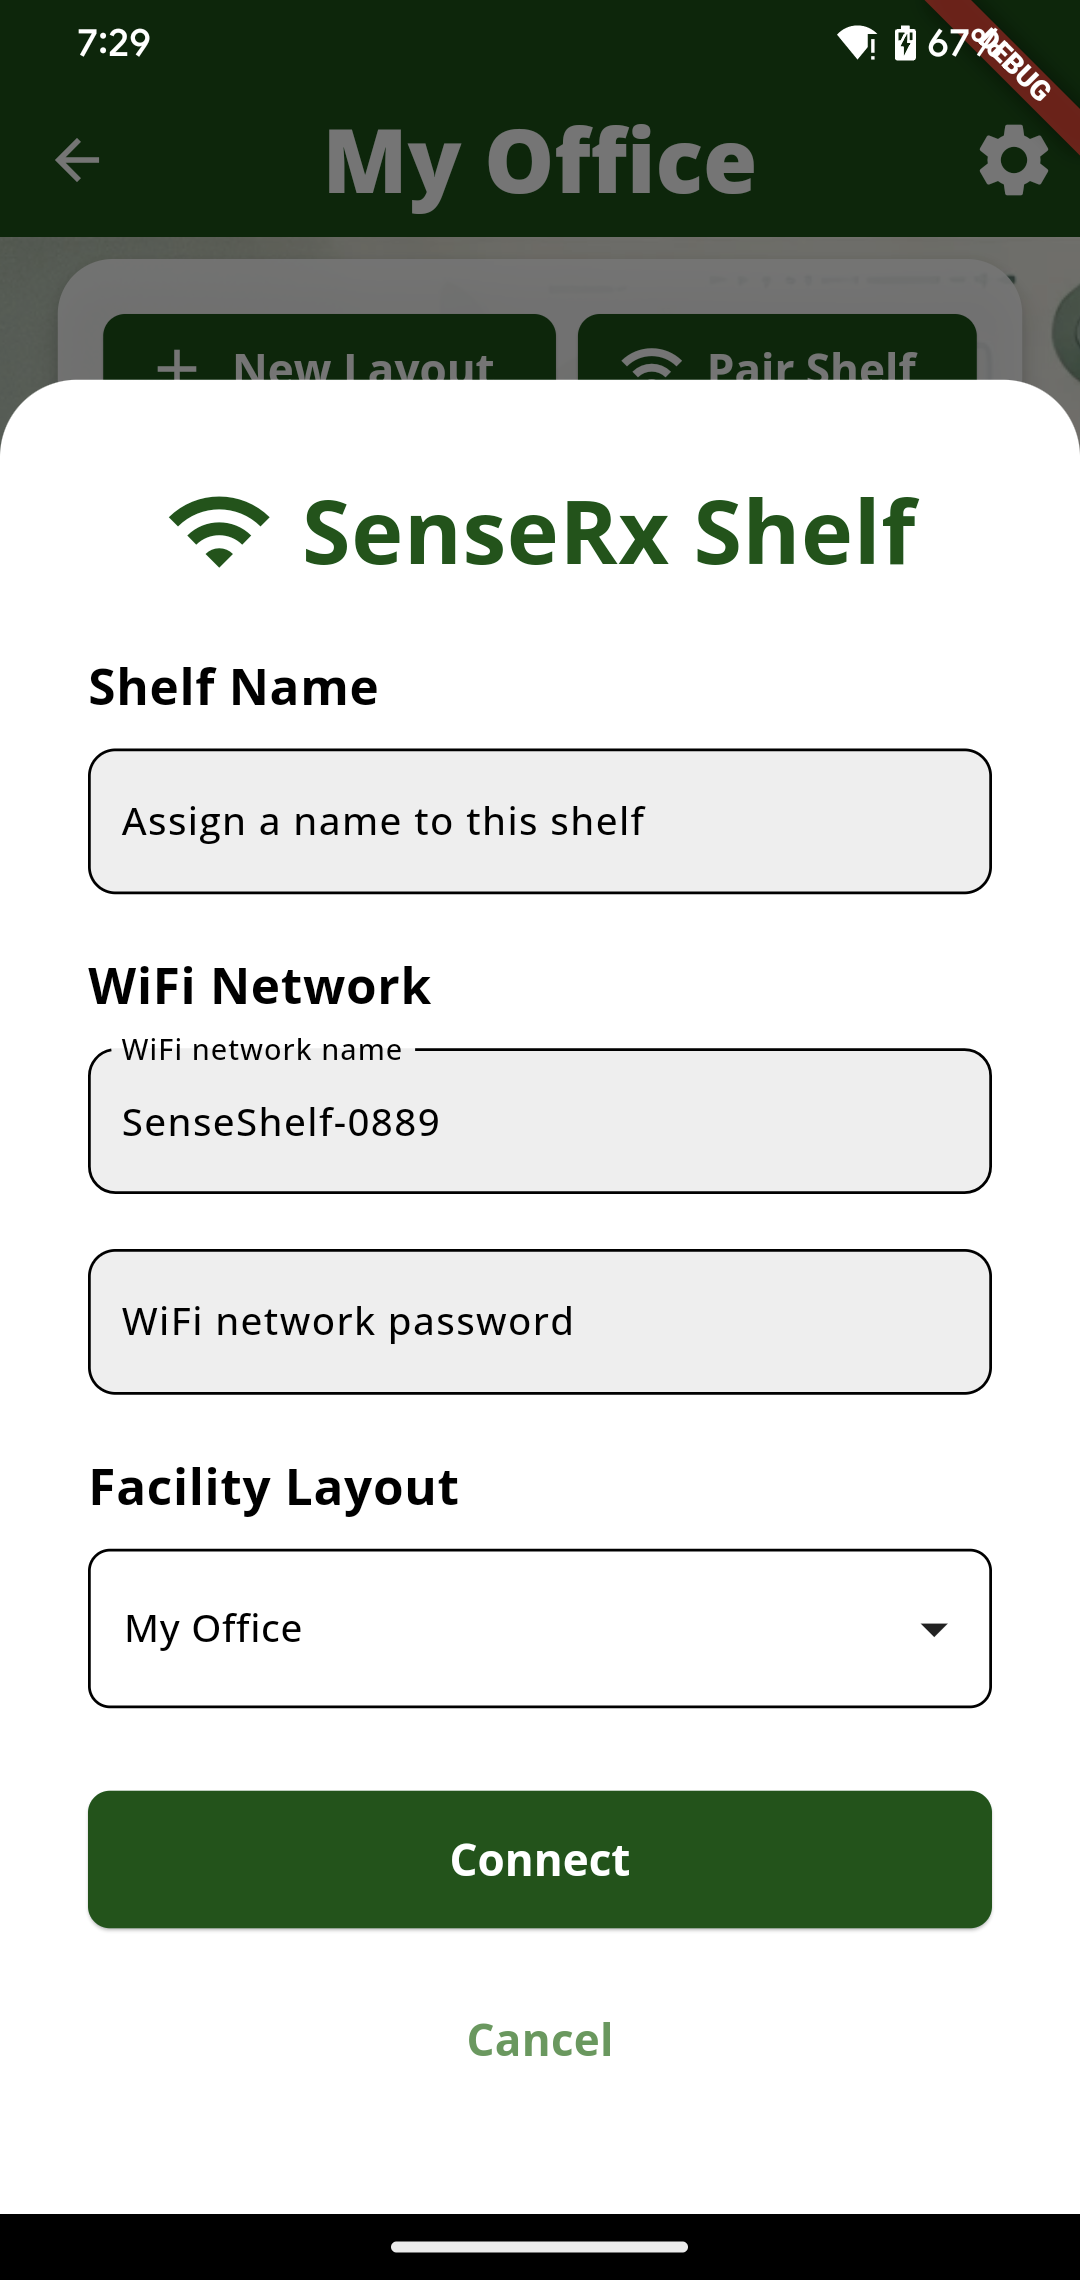 7:29
67%
DEBUG
My Office
New Layout
Pair Shelf
SenseRx Shelf
Shelf Name
Assign a name to this shelf
WiFi Network
WiFi network name
SenseShelf-0889
WiFi network password
Facility Layout
My Office
Connect
Cancel